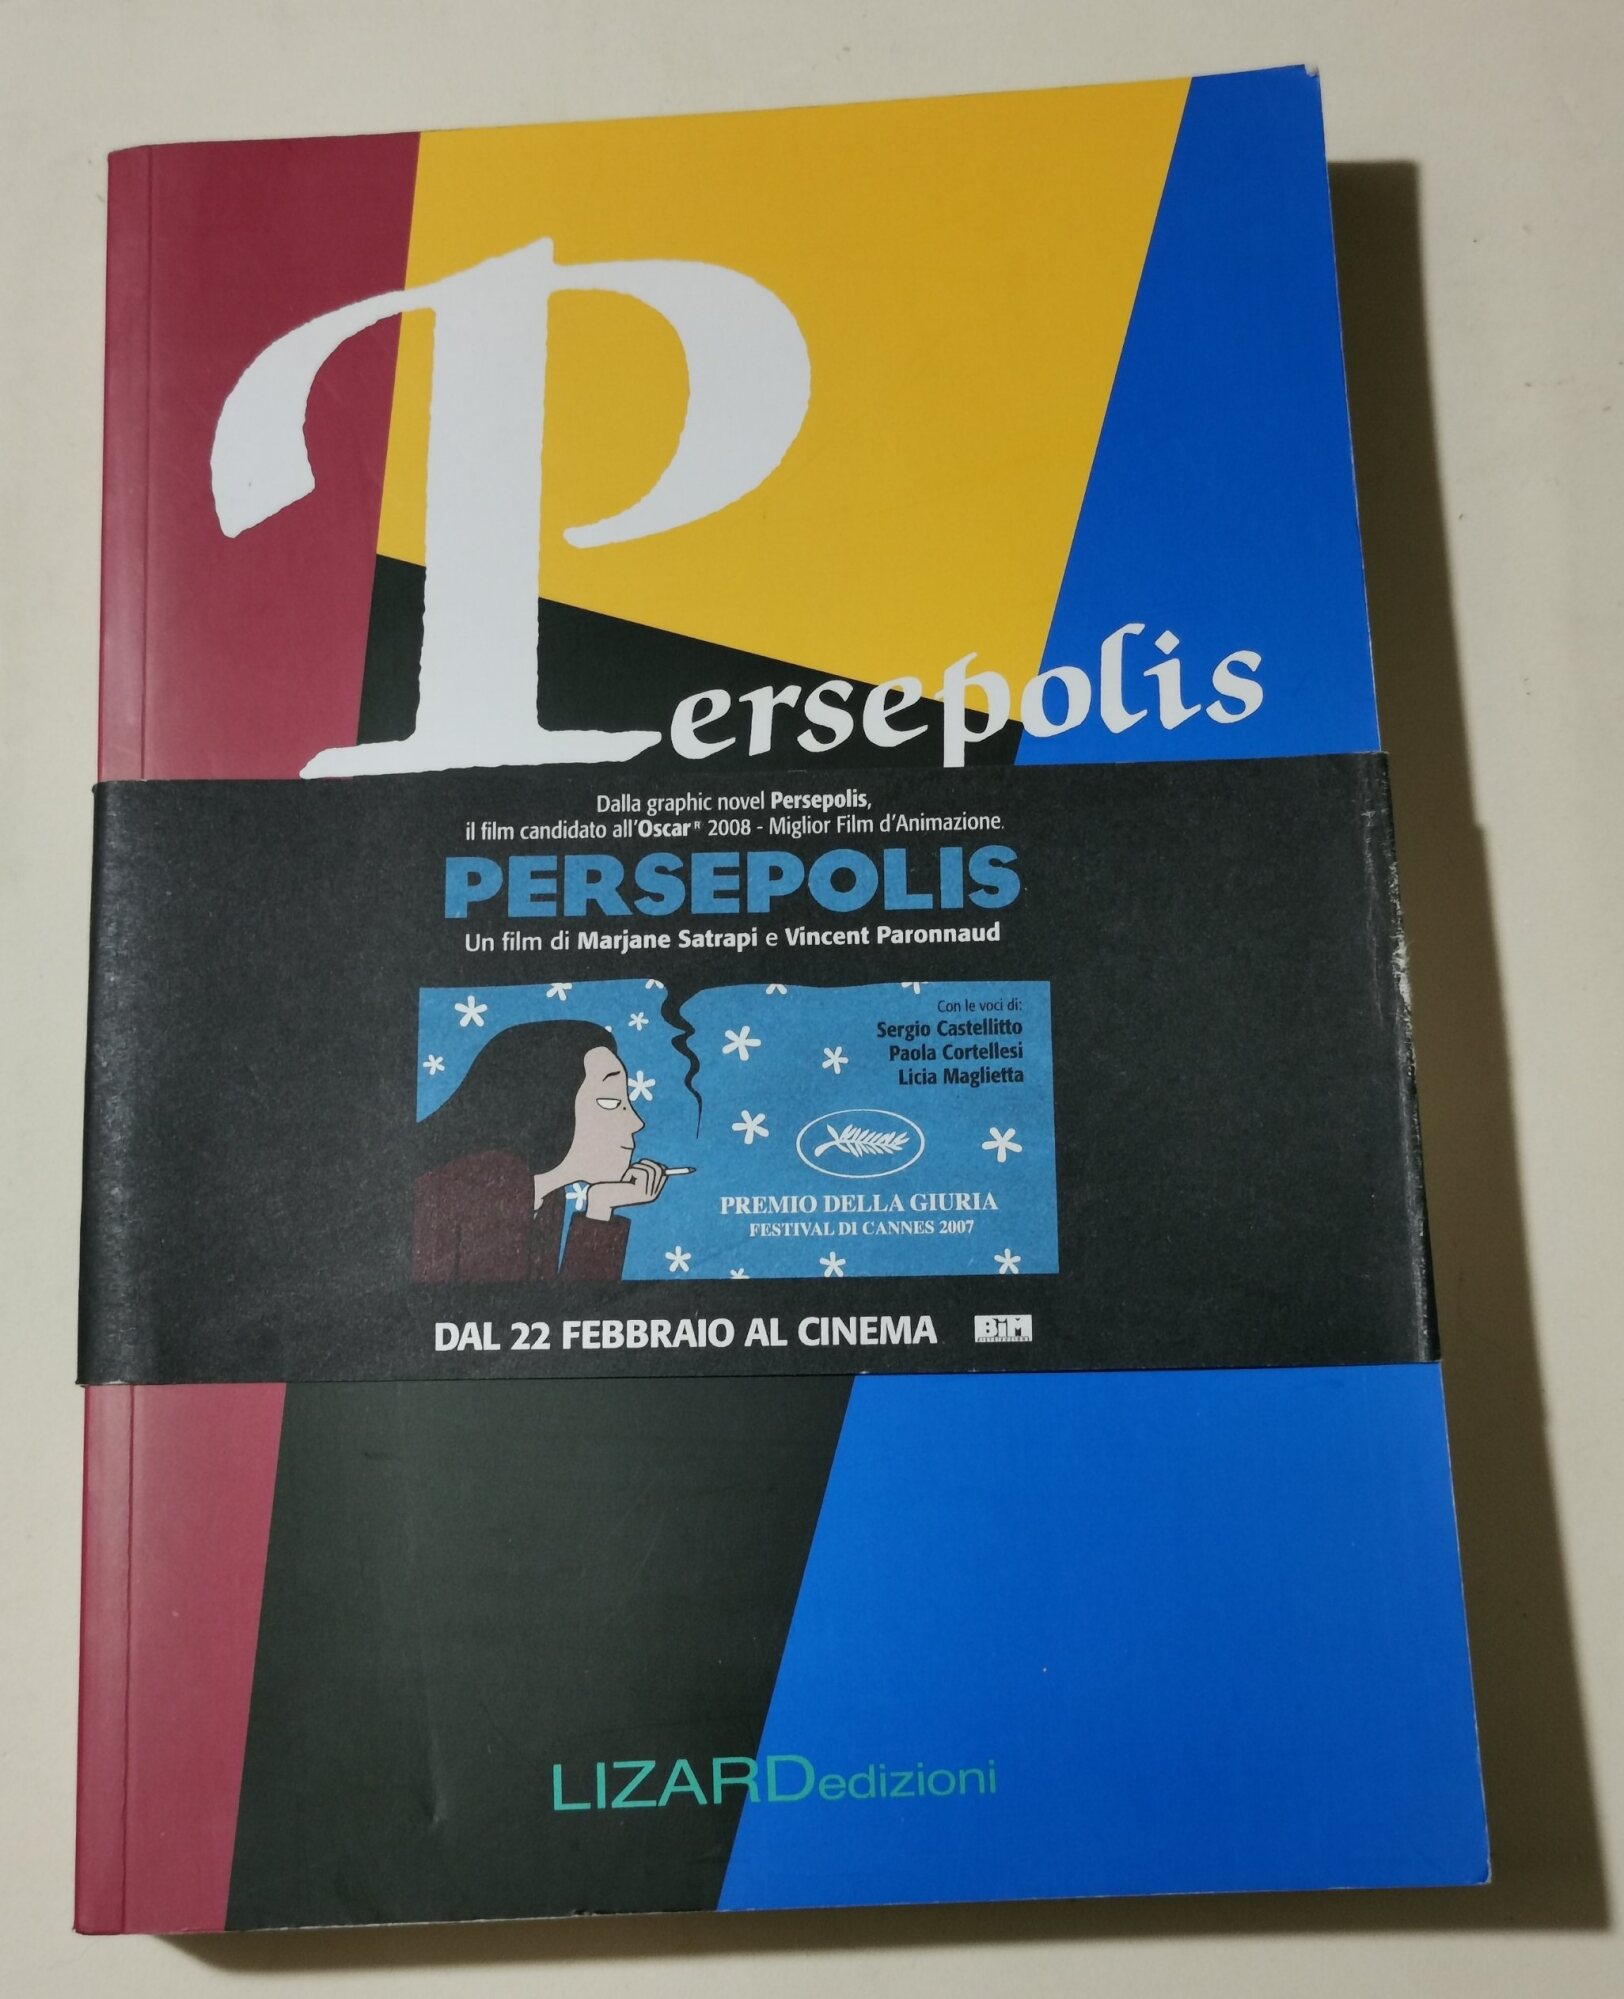 Persepolis
Dalla graphic novel Persepolis,
il film candidato all'Oscar ᴿ 2008 - Miglior Film d'Animazione.
PERSEPOLIS
Un film di Marjane Satrapi e Vincent Paronnaud
Con le voci di:
Sergio Castellitto
Paola Cortellesi
Licia Maglietta
PREMIO DELLA GIURIA
FESTIVAL DI CANNES 2007
DAL 22 FEBBRAIO AL CINEMA
BiM
LIZARDedizioni